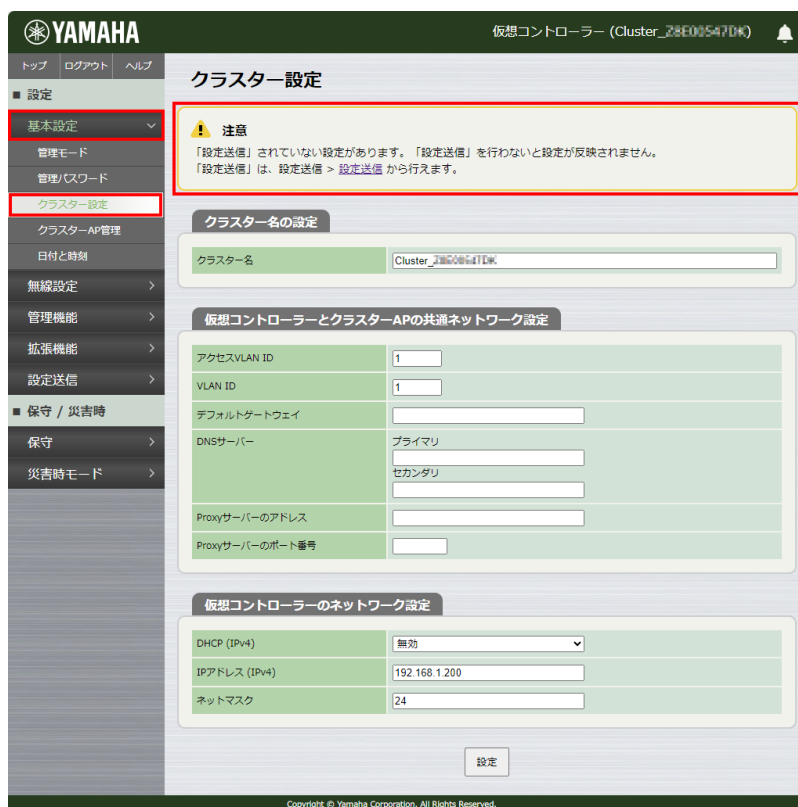 YAMAHA
仮想コントローラー (Cluster_
トップ ログアウト ヘルプ
■ 設定
基本設定
管理モード
管理パスワード
クラスター設定
クラスターAP管理
日付と時刻
無線設定
管理機能
拡張機能
設定送信
■ 保守 / 災害時
保守
災害時モード
クラスター設定
注意
「設定送信」されていない設定があります。「設定送信」を行わないと設定が反映されません。
「設定送信」は、設定送信 > 設定送信 から行えます。
クラスター名の設定
クラスター名 Cluster_
仮想コントローラーとクラスターAPの共通ネットワーク設定
アクセスVLAN ID 1
VLAN ID 1
デフォルトゲートウェイ
DNSサーバー プライマリ
セカンダリ
Proxyサーバーのアドレス
Proxyサーバーのポート番号
仮想コントローラーのネットワーク設定
DHCP (IPv4) 無効
IPアドレス (IPv4) 192.168.1.200
ネットマスク 24
設定
Copyright © Yamaha Corporation. All Rights Reserved.